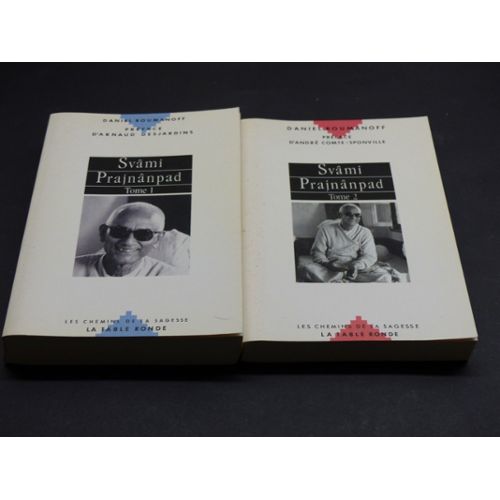 DANIEL ROUMANOFF
PRÉFACE
D'ARNAUD DESJARDINS
Svâmi
Prajnânpad
Tome 1
LES CHEMINS DE LA SAGESSE
LA TABLE RONDE
DANIEL ROUMANOFF
PRÉFACE
D'ANDRÉ COMTE-SPONVILLE
Svâmi
Prajnânpad
Tome 2
LES CHEMINS DE LA SAGESSE
LA TABLE RONDE